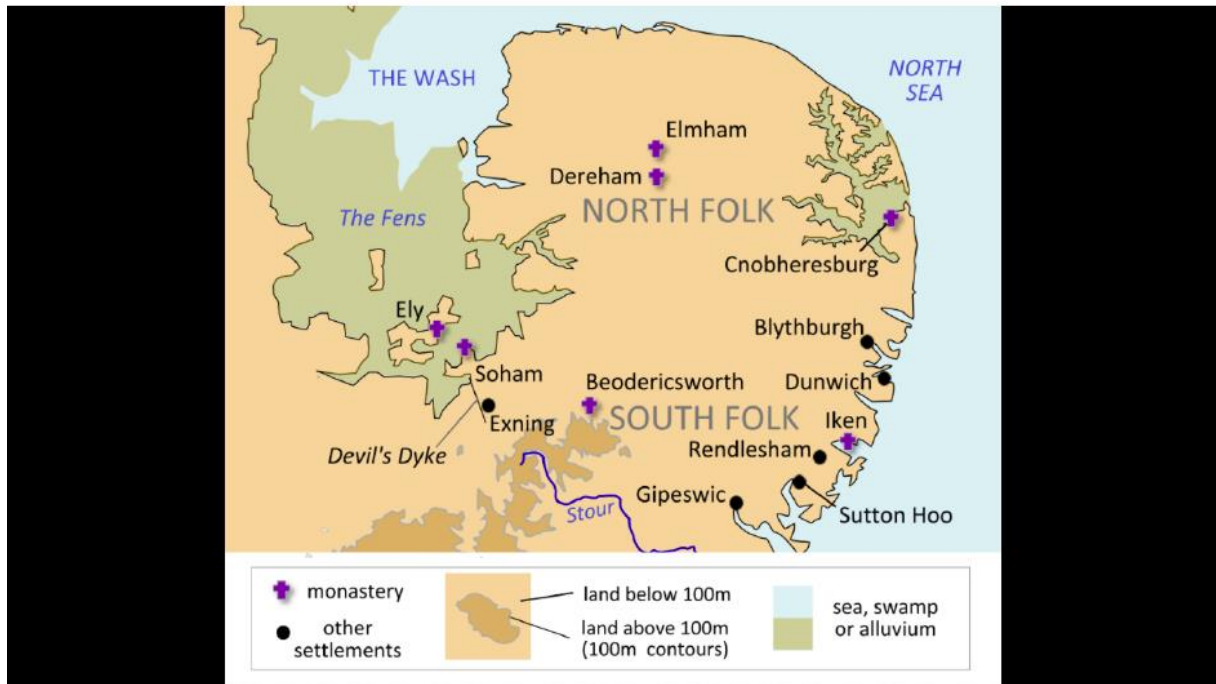 THE WASH
NORTH
SEA
Elmham
Dereham
NORTH FOLK
The Fens
Cnobheresburg
Ely
Blythburgh
Soham
Beodericsworth
Dunwich
Exning
SOUTH FOLK
Iken
Devil's Dyke
Rendlesham
Gipeswic
Stour
Sutton Hoo
monastery
other
settlements
land below 100m
land above 100m
(100m contours)
sea, swamp
or alluvium